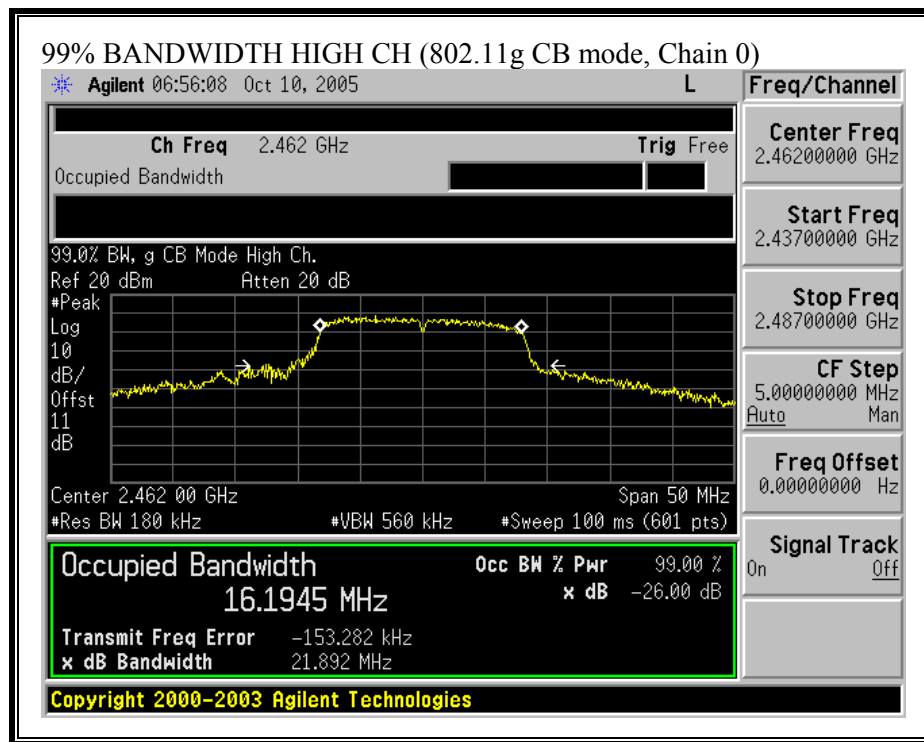 99% BANDWIDTH HIGH CH (802.11g CB mode, Chain 0)
Agilent 06:56:08 Oct 10, 2005 L
Freq/Channel
Ch Freq 2.462 GHz Trig Free
Occupied Bandwidth
Center Freq
2.46200000 GHz
Start Freq
2.43700000 GHz
Stop Freq
2.48700000 GHz
CF Step
5.00000000 MHz
Auto Man
Freq Offset
0.00000000 Hz
Signal Track
On Off
99.0% BW, g CB Mode High Ch.
Ref 20 dBm Atten 20 dB
#Peak
Log
10
dB/
Offst
11
dB
Center 2.462 00 GHz Span 50 MHz
#Res BW 180 kHz #VBW 560 kHz #Sweep 100 ms (601 pts)
Occupied Bandwidth
16.1945 MHz
Occ BW % Pwr 99.00 %
x dB -26.00 dB
Transmit Freq Error -153.282 kHz
x dB Bandwidth 21.892 MHz
Copyright 2000-2003 Agilent Technologies